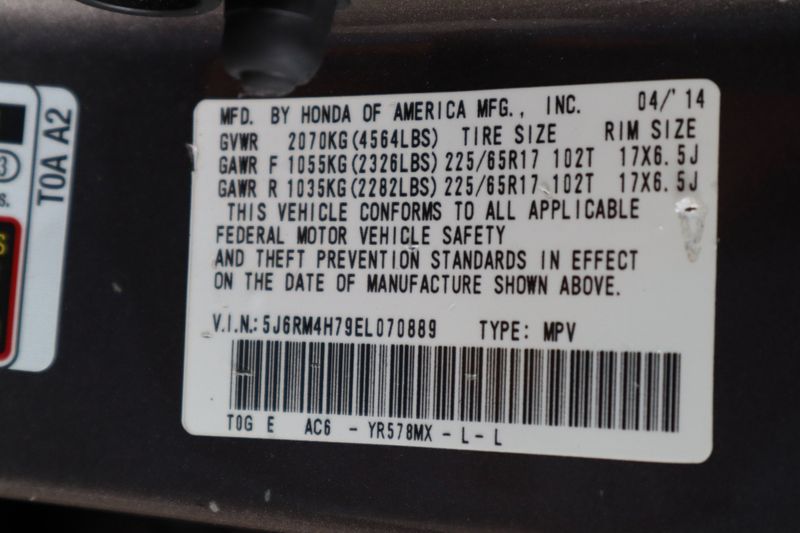 MFD. BY HONDA OF AMERICA MFG., INC. 04/'14
GVWR 2070KG(4564LBS) TIRE SIZE RIM SIZE
GAWR F 1055KG(2326LBS) 225/65R17 102T 17X6.5J
GAWR R 1035KG(2282LBS) 225/65R17 102T 17X6.5J
THIS VEHICLE CONFORMS TO ALL APPLICABLE
FEDERAL MOTOR VEHICLE SAFETY
AND THEFT PREVENTION STANDARDS IN EFFECT
ON THE DATE OF MANUFACTURE SHOWN ABOVE.
V.I.N.: 5J6RM4H79EL070889 TYPE: MPV
T0G E AC6 - YR578MX - L - L
T0A A2
3
s.
S